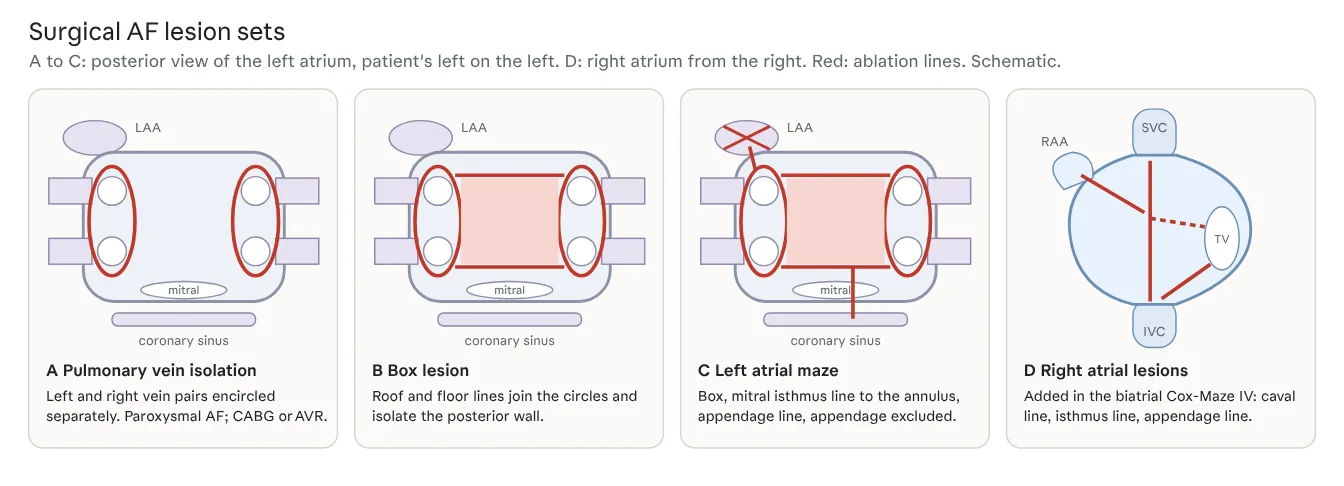 Surgical AF lesion sets
A to C: posterior view of the left atrium, patient's left on the left. D: right atrium from the right. Red: ablation lines. Schematic.
LAA
mitral
coronary sinus
A Pulmonary vein isolation
Left and right vein pairs encircled
separately. Paroxysmal AF; CABG or AVR.
LAA
mitral
coronary sinus
B Box lesion
Roof and floor lines join the circles and
isolate the posterior wall.
LAA
mitral
coronary sinus
C Left atrial maze
Box, mitral isthmus line to the annulus,
appendage line, appendage excluded.
SVC
RAA
TV
IVC
D Right atrial lesions
Added in the biatrial Cox-Maze IV: caval
line, isthmus line, appendage line.